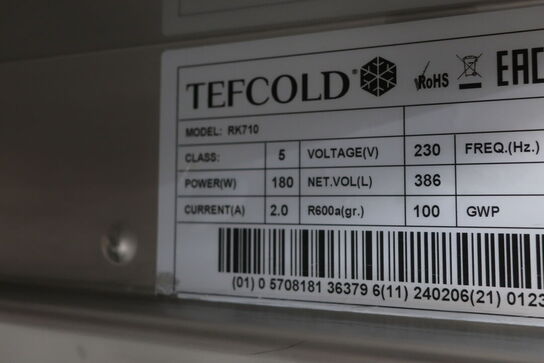 TEFCOLD® RoHS EAC
MODEL: RK710
CLASS: 5 VOLTAGE(V) 230 FREQ.(Hz.)
POWER(W) 180 NET.VOL(L) 386
CURRENT(A) 2.0 R600a(gr.) 100 GWP
(01) 0 5708181 36379 6(11) 240206(21) 0123